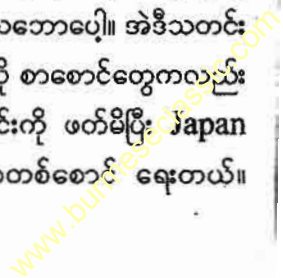 သဘောပေါ့။ အဲဒီသတင်း
စာစောင်တွေကလည်း
ကို ဖတ်မိပြီး Japan
တစ်စောင် ရေးတယ်။
www.burmeseclassic.com